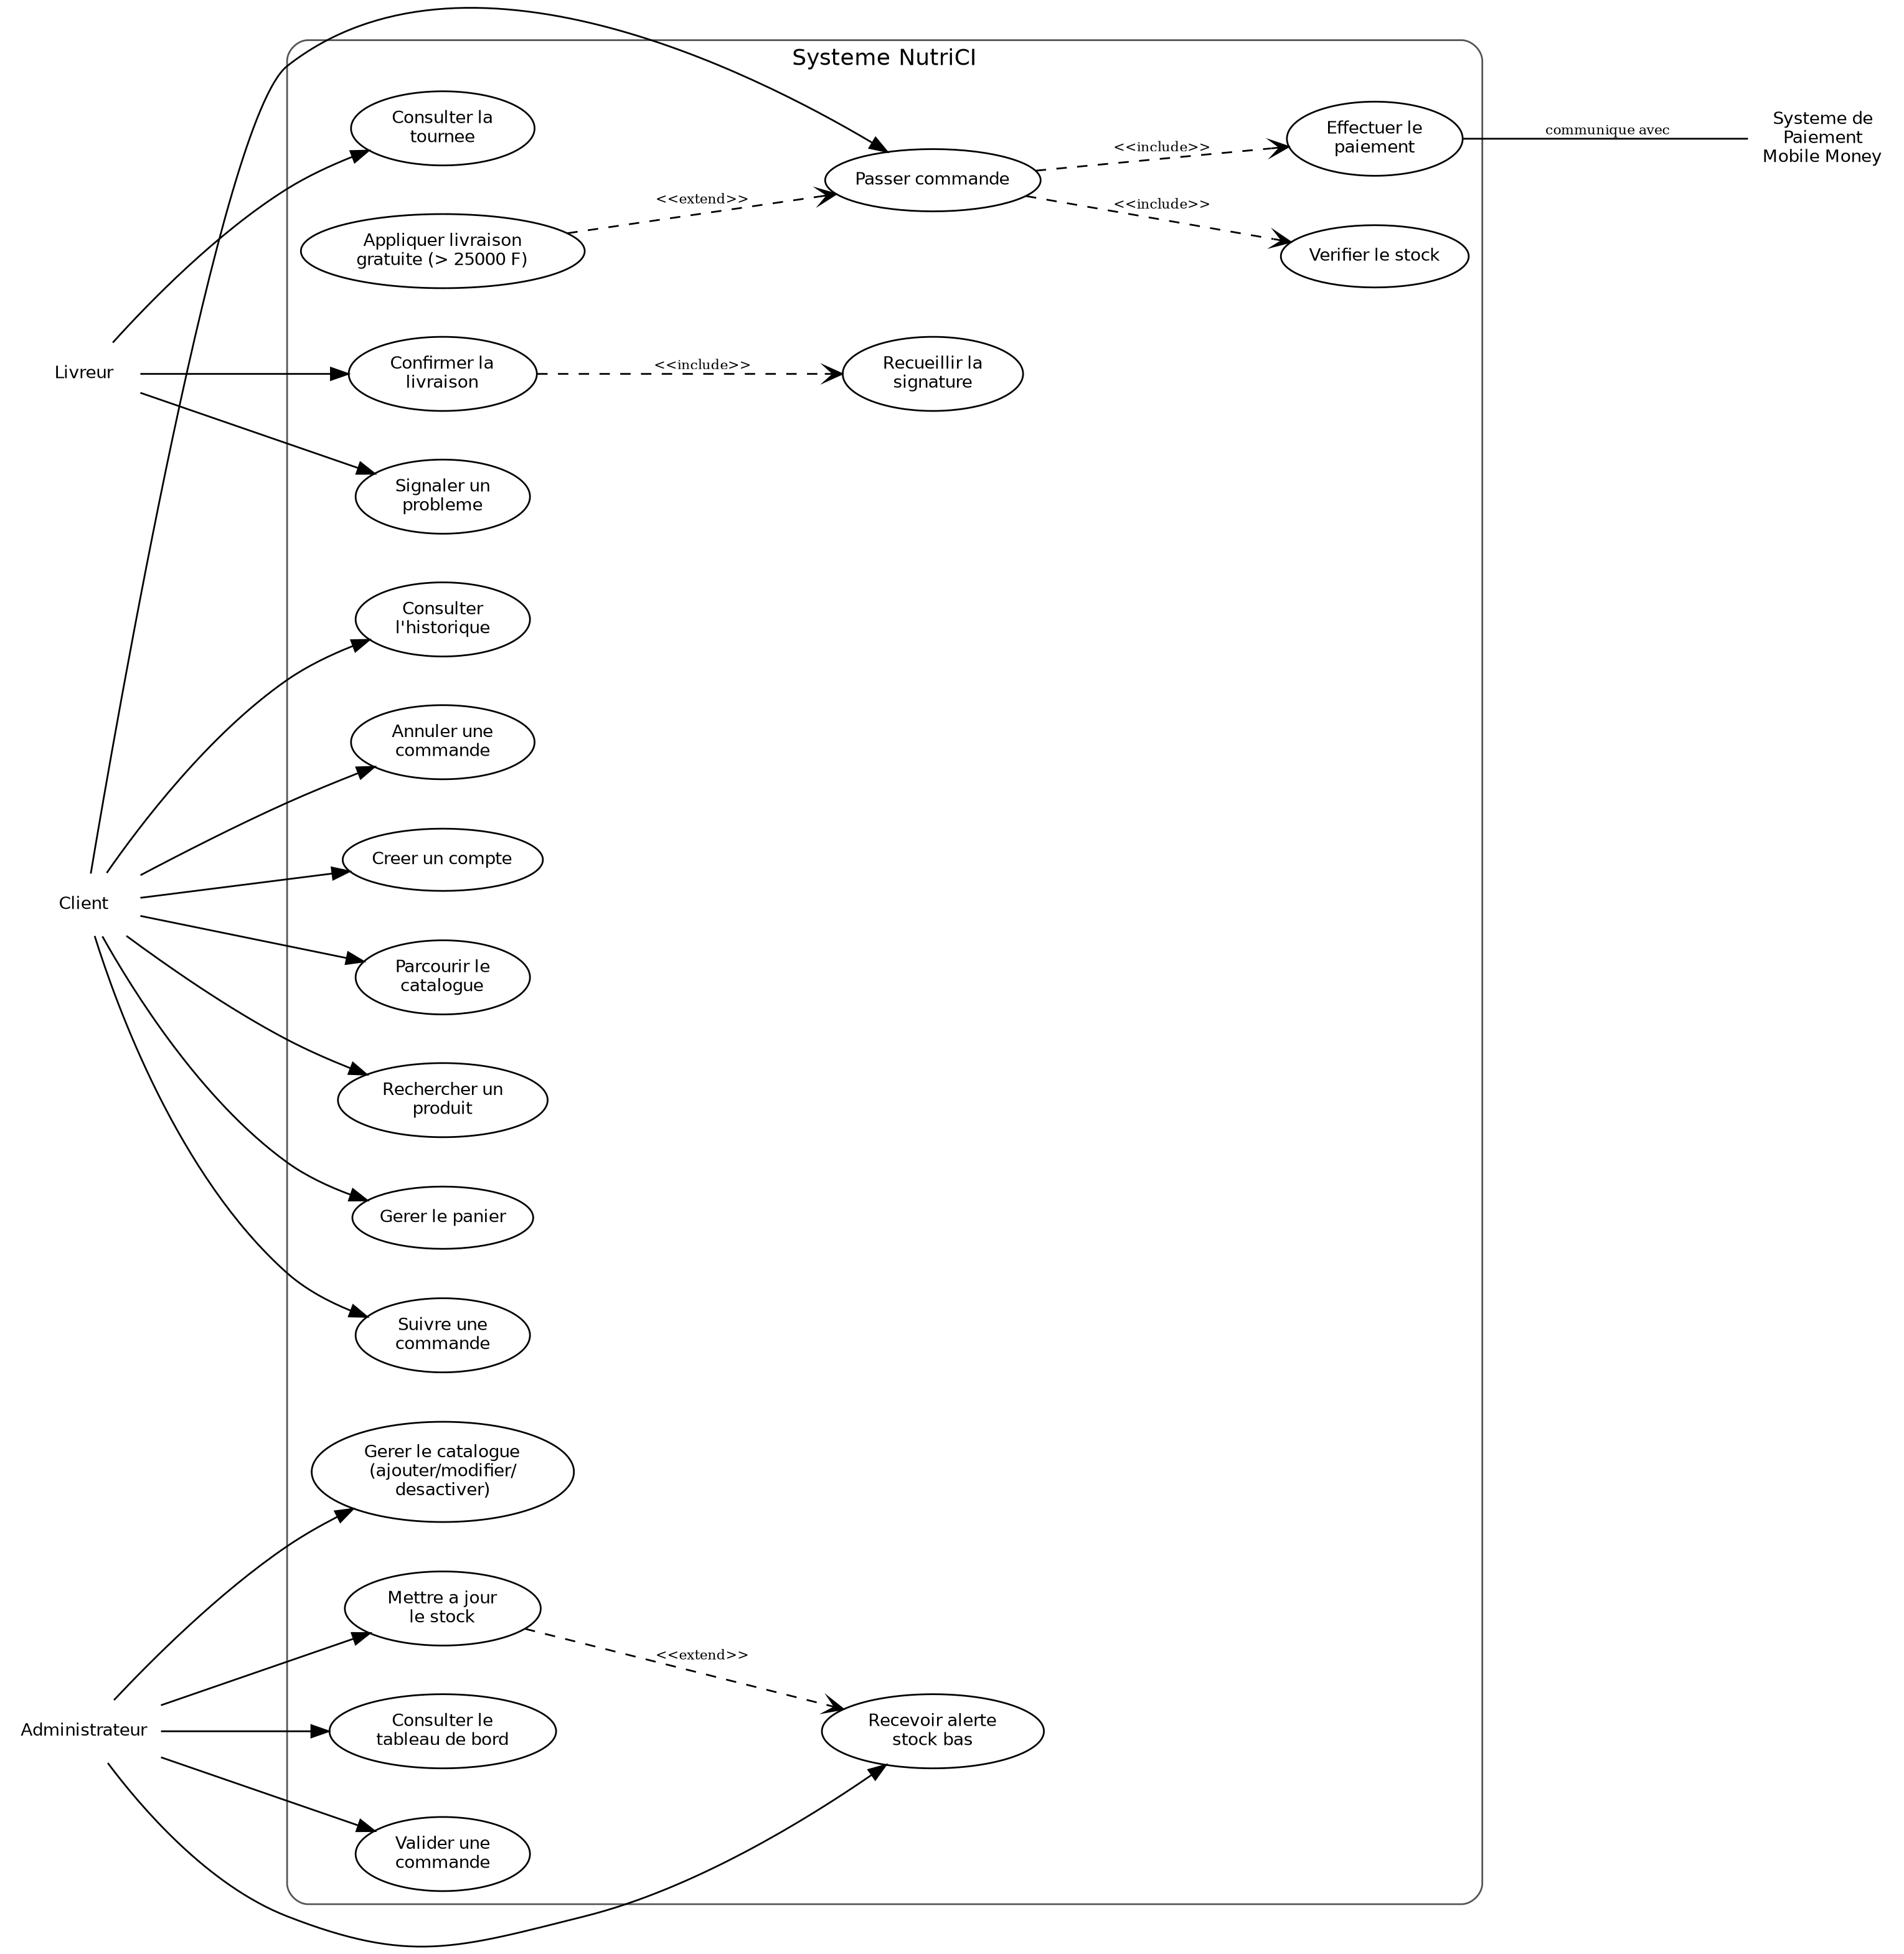 Systeme NutriCI
Consulter la
tournee
Effectuer le
paiement
communique avec
Systeme de
Paiement
Mobile Money
<<include>>
Passer commande
<<extend>>
<<include>>
Appliquer livraison
gratuite (> 25000 F)
Verifier le stock
Livreur
Confirmer la
livraison
<<include>>
Recueillir la
signature
Signaler un
probleme
Consulter
l'historique
Annuler une
commande
Creer un compte
Client
Parcourir le
catalogue
Rechercher un
produit
Gerer le panier
Suivre une
commande
Gerer le catalogue
(ajouter/modifier/
desactiver)
Mettre a jour
le stock
<<extend>>
Administrateur
Consulter le
tableau de bord
Recevoir alerte
stock bas
Valider une
commande